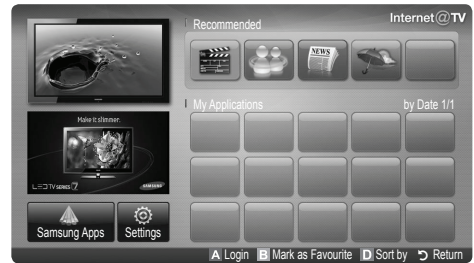 Internet@TV
Recommended
NEWS
My Applications by Date 1/1
Make it slimmer.
LED TV SERIES 7 SAMSUNG
Samsung Apps Settings
A Login B Mark as Favourite D Sort by Return